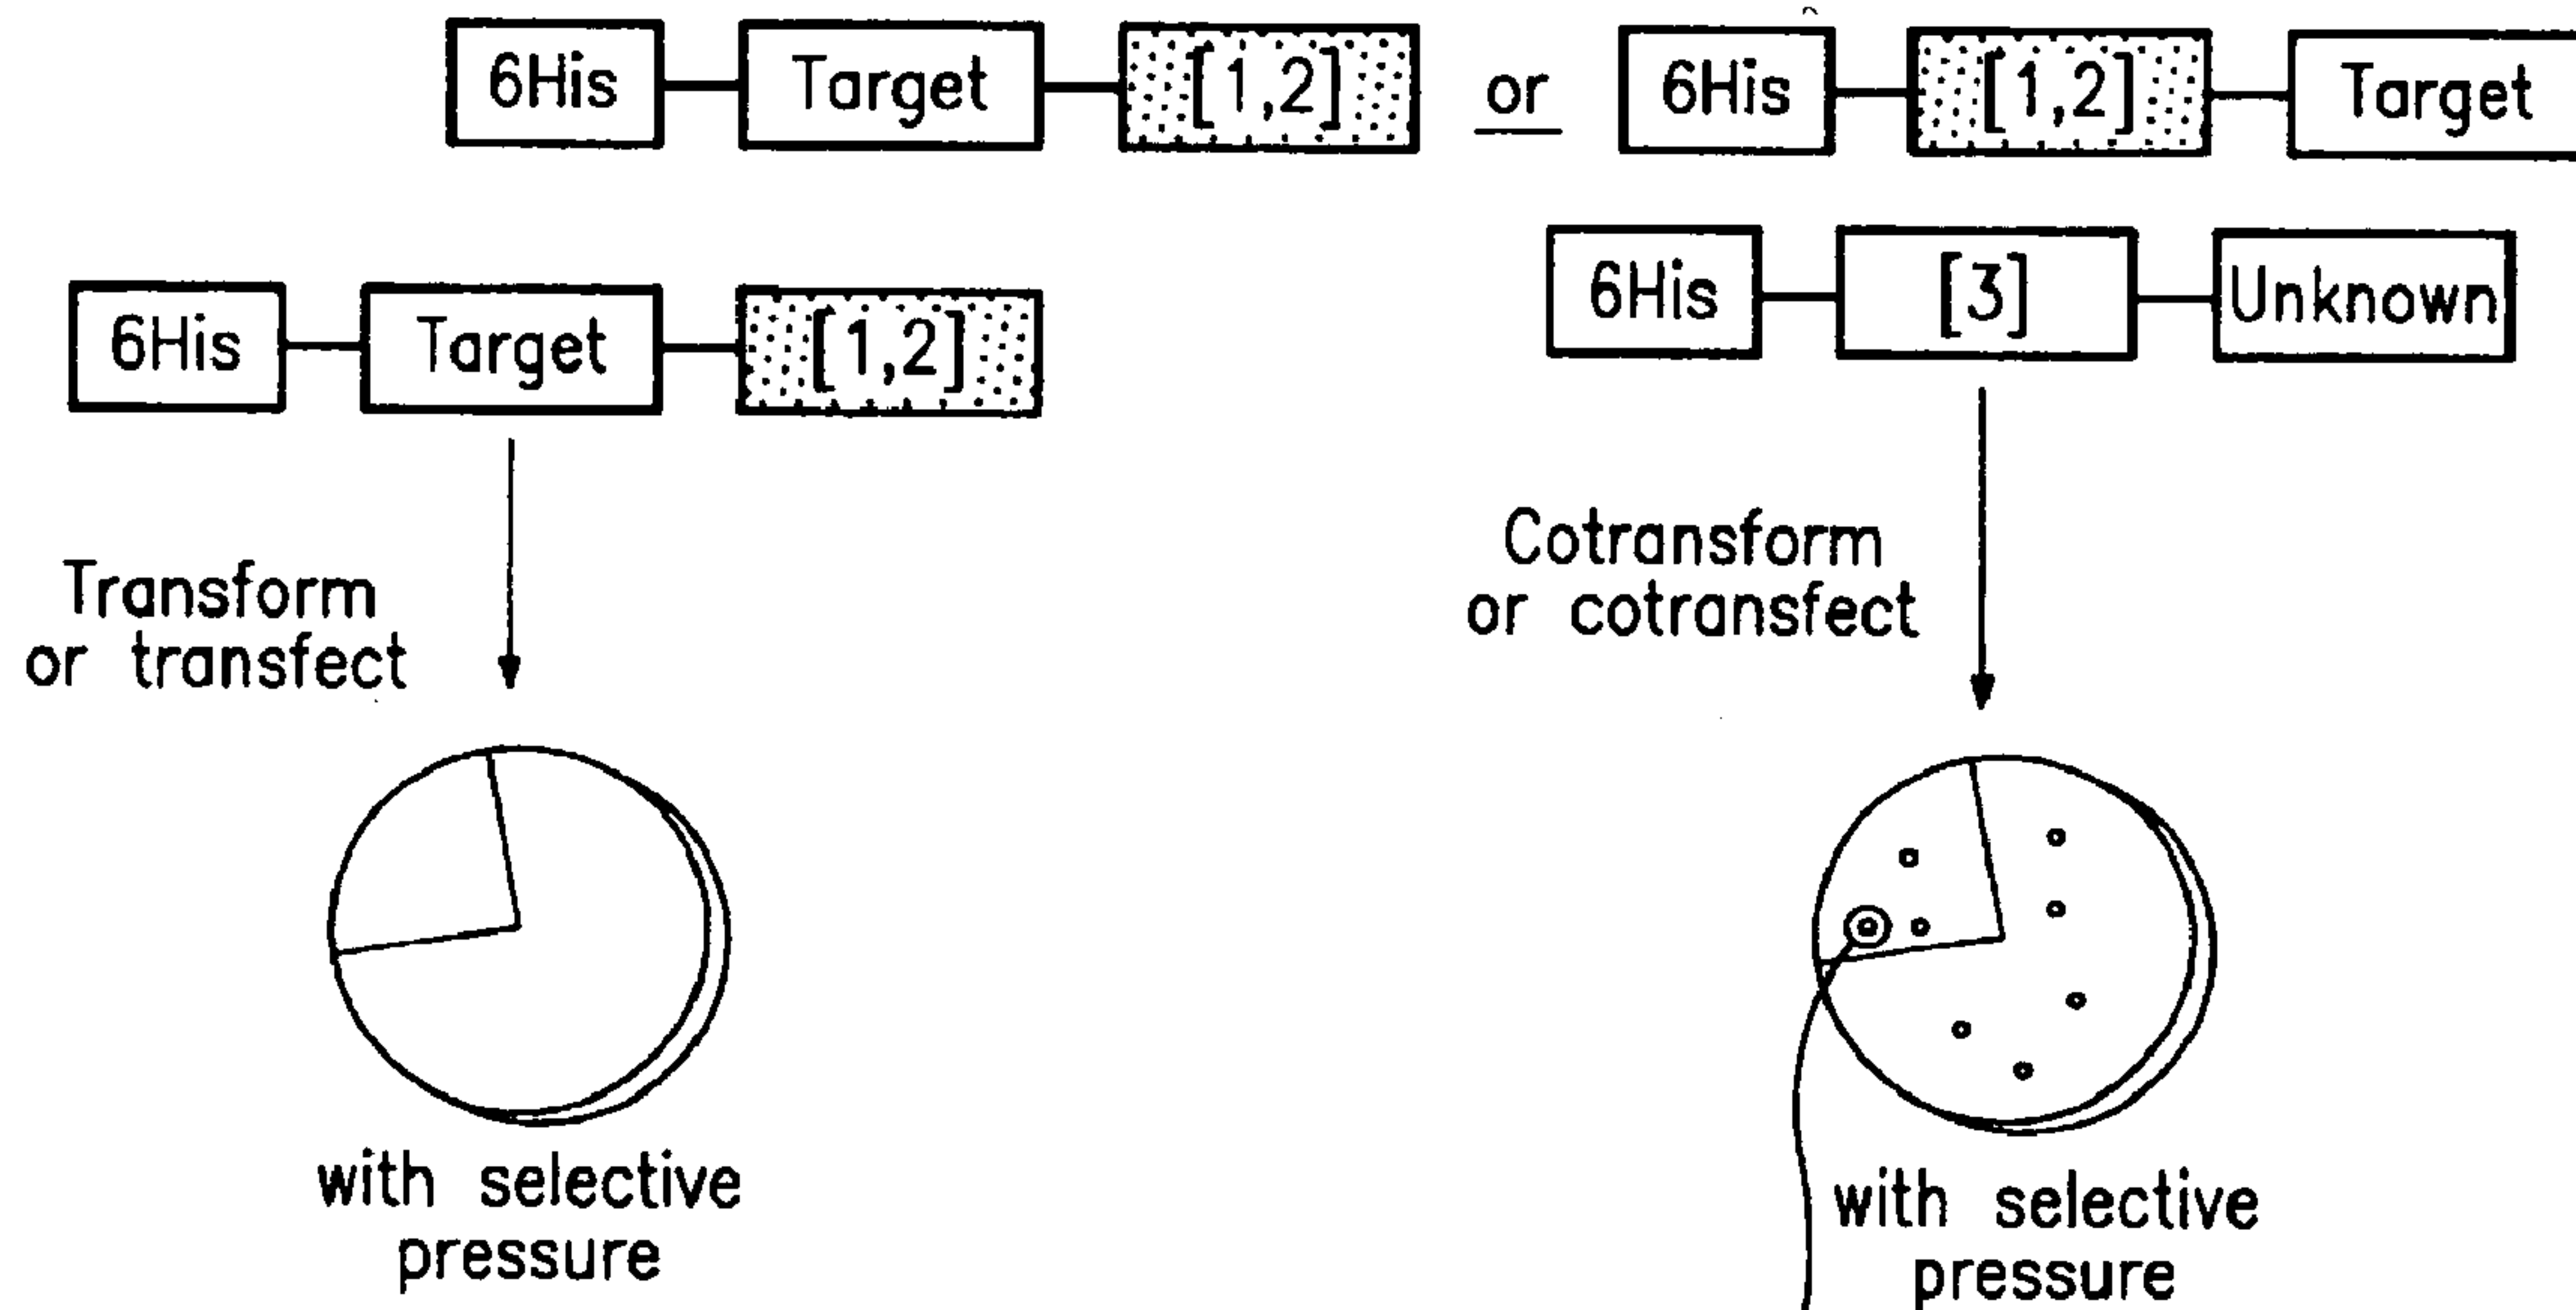 6His Target [1,2] or 6His [1,2] Target
6His [3] Unknown
6His Target [1,2]
Transform
or transfect
Cotransform
or cotransfect
with selective
pressure
with selective
pressure